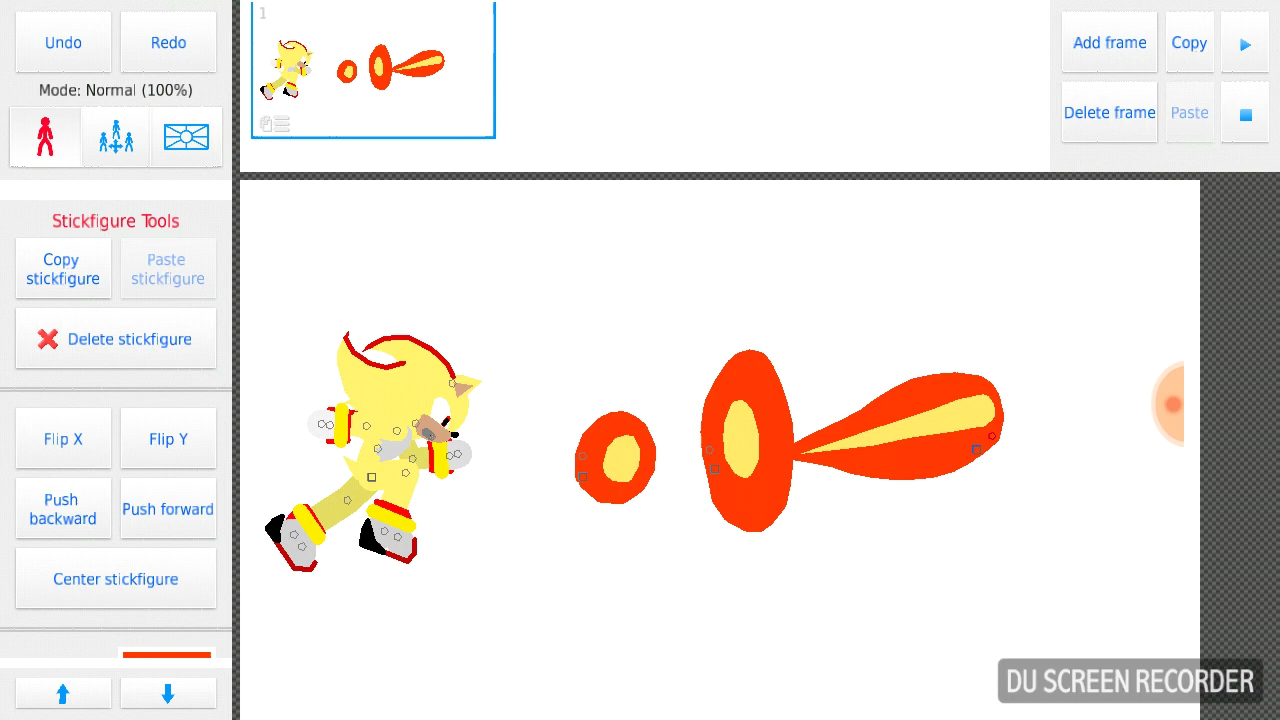 Undo
Redo
Mode: Normal (100%)
Stickfigure Tools
Copy
stickfigure
Paste
stickfigure
Delete stickfigure
Flip X
Flip Y
Push
backward
Push forward
Center stickfigure
1
Add frame
Copy
Delete frame
Paste
DU SCREEN RECORDER